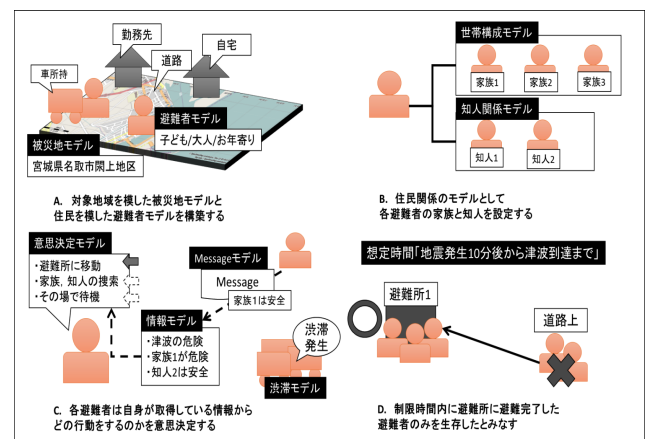 勤務先
道路
自宅
車所持
避難者モデル
子ども/大人/お年寄り
被災地モデル
宮城県名取市閖上地区
A. 対象地域を模した被災地モデルと
住民を模した避難者モデルを構築する
世帯構成モデル
家族1
家族2
家族3
知人関係モデル
知人1
知人2
B. 住民関係のモデルとして
各避難者の家族と知人を設定する
意思決定モデル
・避難所に移動
・家族，知人の捜索
・その場で待機
Messageモデル
Message
家族1は安全
情報モデル
・津波の危険
・家族1が危険
・知人2は安全
渋滞
発生
渋滞モデル
C. 各避難者は自身が取得している情報から
どの行動をするのかを意思決定する
想定時間「地震発生10分後から津波到達まで」
避難所1
道路上
D. 制限時間内に避難所に避難完了した
避難者のみを生存したとみなす